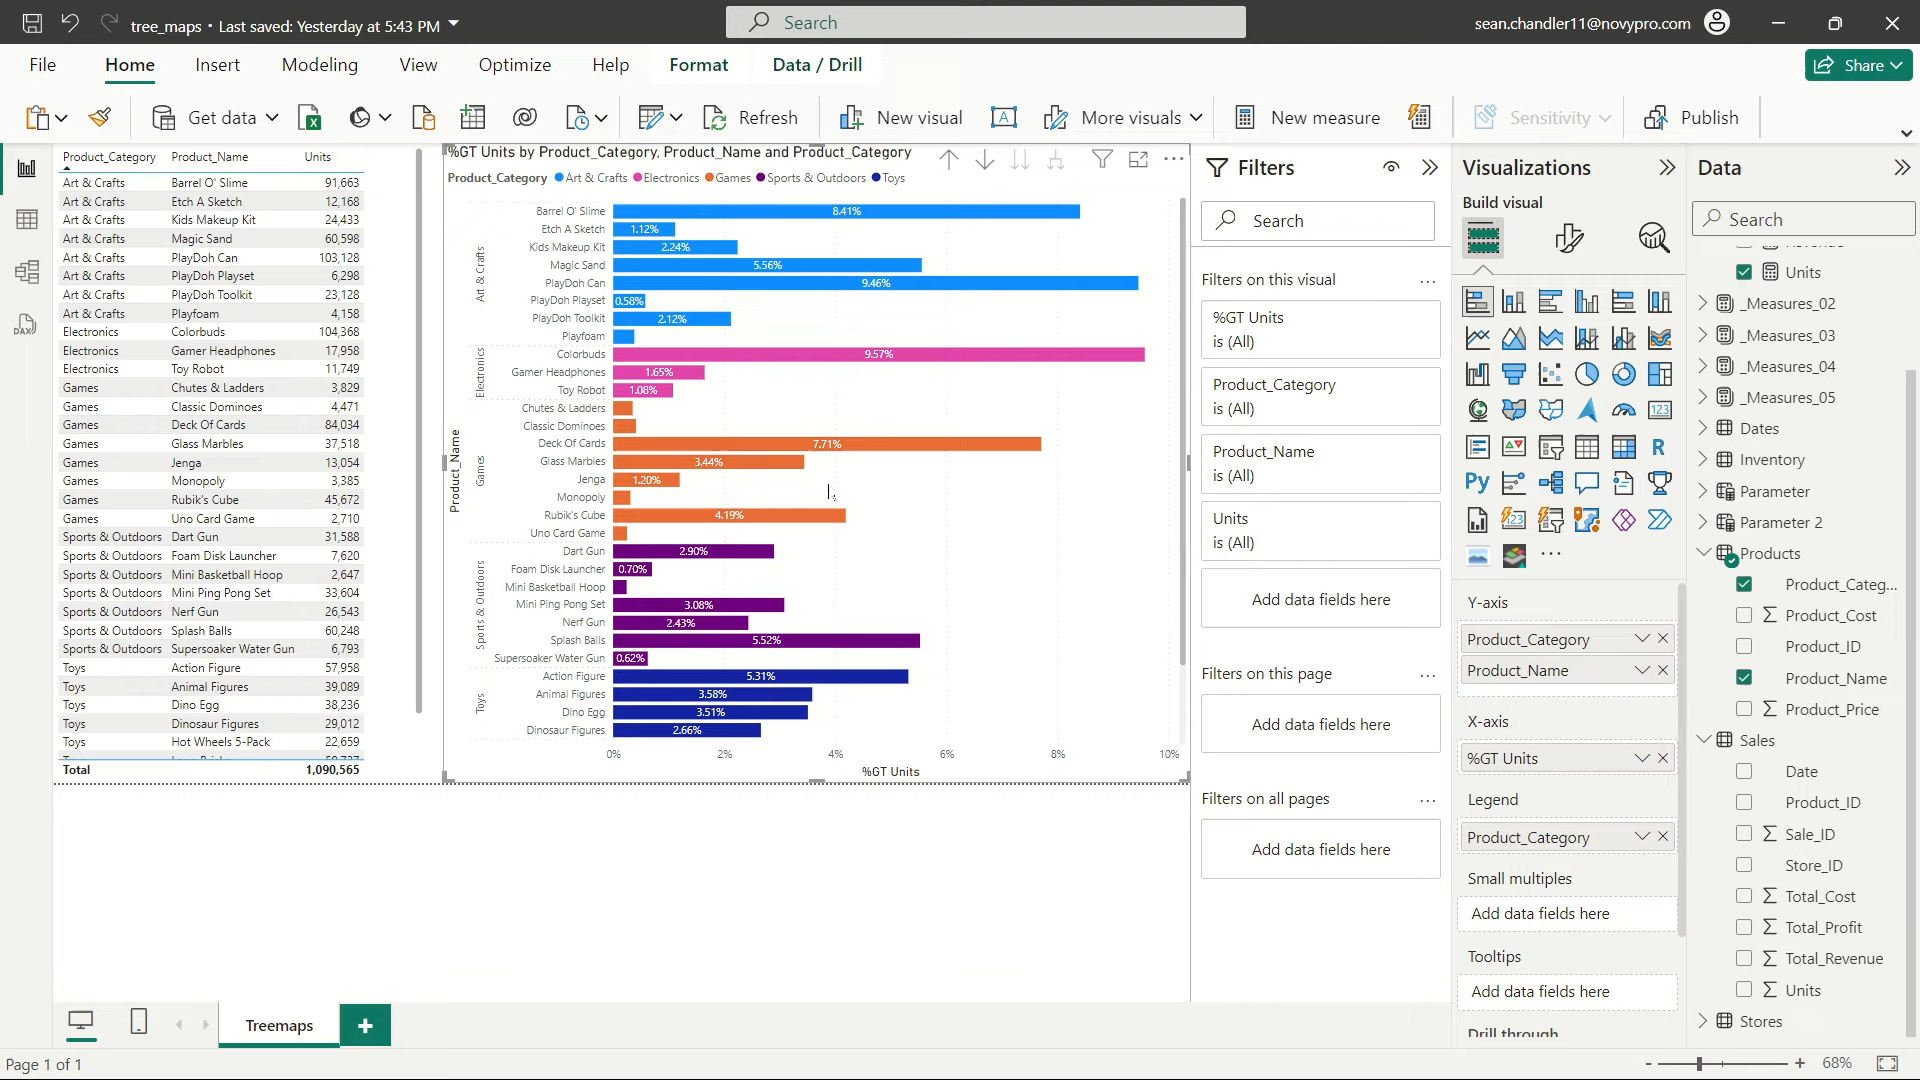 tree_maps • Last saved: Yesterday at 5:43 PM
Search
sean.chandler11@novypro.com
File Home Insert Modeling View Optimize Help Format Data / Drill
Share
Get data Refresh New visual More visuals New measure Sensitivity Publish
Product_Category Product_Name Units
Art & Crafts Barrel O' Slime 91,663
Art & Crafts Etch A Sketch 12,168
Art & Crafts Kids Makeup Kit 24,433
Art & Crafts Magic Sand 60,598
Art & Crafts PlayDoh Can 103,128
Art & Crafts PlayDoh Playset 6,298
Art & Crafts PlayDoh Toolkit 23,128
Art & Crafts Playfoam 4,158
Electronics Colorbuds 104,368
Electronics Gamer Headphones 17,958
Electronics Toy Robot 11,749
Games Chutes & Ladders 3,829
Games Classic Dominoes 4,471
Games Deck Of Cards 84,034
Games Glass Marbles 37,518
Games Jenga 13,054
Games Monopoly 3,385
Games Rubik's Cube 45,672
Games Uno Card Game 2,710
Sports & Outdoors Dart Gun 31,588
Sports & Outdoors Foam Disk Launcher 7,620
Sports & Outdoors Mini Basketball Hoop 2,647
Sports & Outdoors Mini Ping Pong Set 33,604
Sports & Outdoors Nerf Gun 26,543
Sports & Outdoors Splash Balls 60,248
Sports & Outdoors Supersoaker Water Gun 6,793
Toys Action Figure 57,958
Toys Animal Figures 39,089
Toys Dino Egg 38,236
Toys Dinosaur Figures 29,012
Toys Hot Wheels 5-Pack 22,659
Total 1,090,565
%GT Units by Product_Category, Product_Name and Product_Category
Product_Category Art & Crafts Electronics Games Sports & Outdoors Toys
Product_Name
Art & Crafts
Barrel O' Slime 8.41%
Etch A Sketch 1.12%
Kids Makeup Kit 2.24%
Magic Sand 5.56%
PlayDoh Can 9.46%
PlayDoh Playset 0.58%
PlayDoh Toolkit 2.12%
Playfoam
Electronics
Colorbuds 9.57%
Gamer Headphones 1.65%
Toy Robot 1.08%
Games
Chutes & Ladders
Classic Dominoes
Deck Of Cards 7.71%
Glass Marbles 3.44%
Jenga 1.20%
Monopoly
Rubik's Cube 4.19%
Uno Card Game
Sports & Outdoors
Dart Gun 2.90%
Foam Disk Launcher 0.70%
Mini Basketball Hoop
Mini Ping Pong Set 3.08%
Nerf Gun 2.43%
Splash Balls 5.52%
Supersoaker Water Gun 0.62%
Toys
Action Figure 5.31%
Animal Figures 3.58%
Dino Egg 3.51%
Dinosaur Figures 2.66%
0% 2% 4% 6% 8% 10%
%GT Units
Filters
Search
Filters on this visual
%GT Units
is (All)
Product_Category
is (All)
Product_Name
is (All)
Units
is (All)
Add data fields here
Filters on this page
Add data fields here
Filters on all pages
Add data fields here
Visualizations
Build visual
R
Py
123
DAX
Y-axis
Product_Category
Product_Name
X-axis
%GT Units
Legend
Product_Category
Small multiples
Add data fields here
Tooltips
Add data fields here
Drill through
Data
Search
Units
_Measures_02
_Measures_03
_Measures_04
_Measures_05
Dates
Inventory
Parameter
Parameter 2
Products
Product_Categ...
Product_Cost
Product_ID
Product_Name
Product_Price
Sales
Date
Product_ID
Sale_ID
Store_ID
Total_Cost
Total_Profit
Total_Revenue
Units
Stores
Treemaps
Page 1 of 1
68%